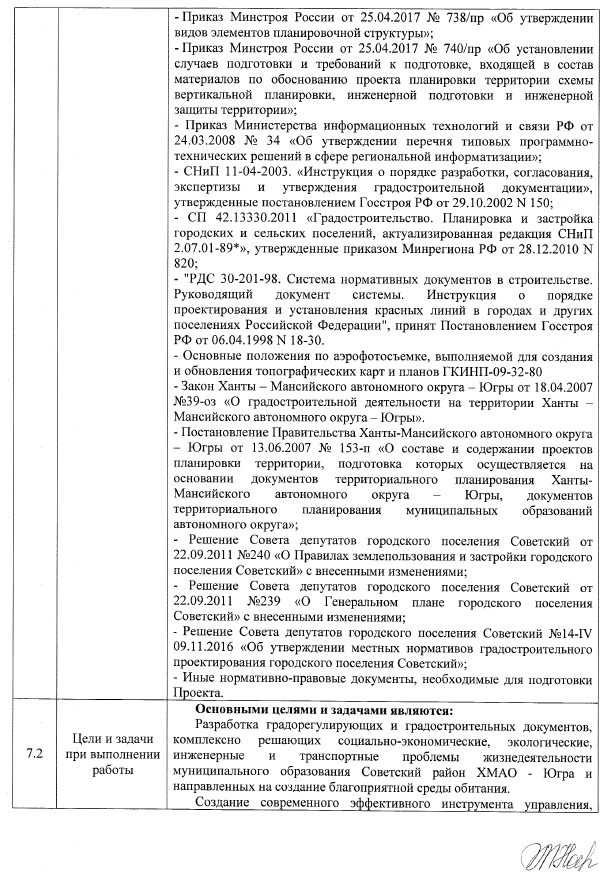 - Приказ Минстроя России от 25.04.2017 № 738/пр «Об утверждении
видов элементов планировочной структуры»;
- Приказ Минстроя России от 25.04.2017 № 740/пр «Об установлении
случаев подготовки и требований к подготовке, входящей в состав
материалов по обоснованию проекта планировки территории схемы
вертикальной планировки, инженерной подготовки и инженерной
защиты территории»;
- Приказ Министерства информационных технологий и связи РФ от
24.03.2008 № 34 «Об утверждении перечня типовых программно-
технических решений в сфере региональной информатизации»;
- СНиП 11-04-2003. «Инструкция о порядке разработки, согласования,
экспертизы и утверждения градостроительной документации»,
утвержденные постановлением Госстроя РФ от 29.10.2002 N 150;
- СП 42.13330.2011 «Градостроительство. Планировка и застройка
городских и сельских поселений, актуализированная редакция СНиП
2.07.01-89*», утвержденные приказом Минрегиона РФ от 28.12.2010 N
820;
- "РДС 30-201-98. Система нормативных документов в строительстве.
Руководящий документ системы. Инструкция о порядке
проектирования и установления красных линий в городах и других
поселениях Российской Федерации", принят Постановлением Госстроя
РФ от 06.04.1998 N 18-30.
- Основные положения по аэрофотосъемке, выполняемой для создания
и обновления топографических карт и планов ГКИНП-09-32-80
- Закон Ханты – Мансийского автономного округа – Югры от 18.04.2007
№39-оз «О градостроительной деятельности на территории Ханты –
Мансийского автономного округа – Югры».
- Постановление Правительства Ханты-Мансийского автономного округа
– Югры от 13.06.2007 № 153-п «О составе и содержании проектов
планировки территории, подготовка которых осуществляется на
основании документов территориального планирования Ханты-
Мансийского автономного округа – Югры, документов
территориального планирования муниципальных образований
автономного округа»;
- Решение Совета депутатов городского поселения Советский от
22.09.2011 №240 «О Правилах землепользования и застройки городского
поселения Советский» с внесенными изменениями;
- Решение Совета депутатов городского поселения Советский от
22.09.2011 №239 «О Генеральном плане городского поселения
Советский» с внесенными изменениями;
- Решение Совета депутатов городского поселения Советский №14-IV
09.11.2016 «Об утверждении местных нормативов градостроительного
проектирования городского поселения Советский»;
- Иные нормативно-правовые документы, необходимые для подготовки
Проекта.
7.2
Цели и задачи
при выполнении
работы
Основными целями и задачами являются:
Разработка градорегулирующих и градостроительных документов,
комплексно решающих социально-экономические, экологические,
инженерные и транспортные проблемы жизнедеятельности
муниципального образования Советский район ХМАО - Югра и
направленных на создание благоприятной среды обитания.
Создание современного эффективного инструмента управления,